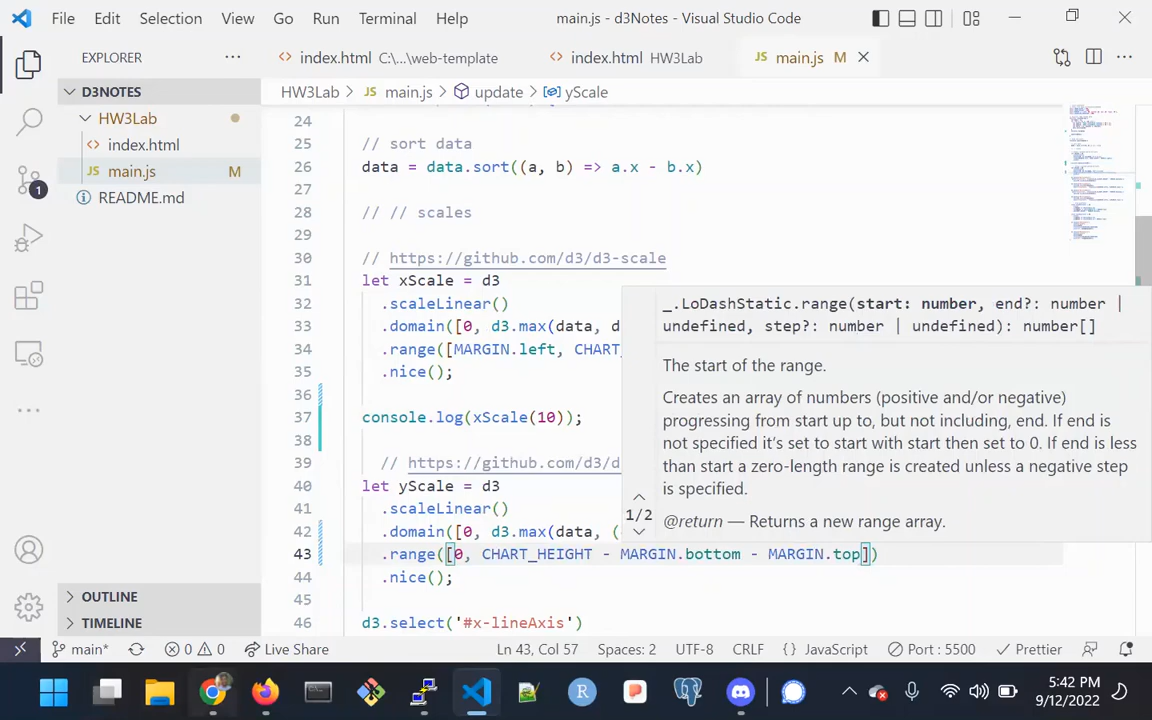 File Edit Selection View Go Run Terminal Help main.js - d3Notes - Visual Studio Code
EXPLORER ···
index.html C:\...\web-template index.html HW3Lab JS main.js M
D3NOTES
HW3Lab
index.html
JS main.js M
README.md
1
OUTLINE
TIMELINE
HW3Lab > JS main.js > update > yScale
24
25 // sort data
26 data = data.sort((a, b) => a.x - b.x)
27
28 // // scales
29
30 // https://github.com/d3/d3-scale
31 let xScale = d3
32 .scaleLinear()
33 .domain([0, d3.max(data, d
34 .range([MARGIN.left, CHART_
35 .nice();
36
37 console.log(xScale(10));
38
39 // https://github.com/d3/d
40 let yScale = d3
41 .scaleLinear()
42 .domain([0, d3.max(data, (
43 .range([0, CHART_HEIGHT - MARGIN.bottom - MARGIN.top])
44 .nice();
45
46 d3.select('#x-lineAxis')
_.LoDashStatic.range(start: number, end?: number |
undefined, step?: number | undefined): number[]
The start of the range.
Creates an array of numbers (positive and/or negative)
progressing from start up to, but not including, end. If end is
not specified it's set to start with start then set to 0. If end is less
than start a zero-length range is created unless a negative step
is specified.
1/2
@return — Returns a new range array.
main* 0 0 Live Share Ln 43, Col 57 Spaces: 2 UTF-8 CRLF {} JavaScript Port : 5500 Prettier
R P
5:42 PM
9/12/2022